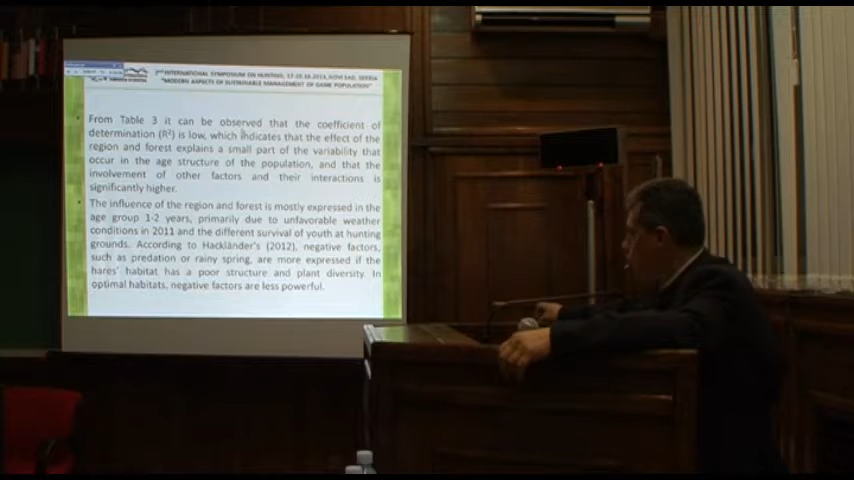 2nd INTERNATIONAL SYMPOSIUM ON HUNTING, 17-20.10.2013, NOVI SAD, SERBIA
"MODERN ASPECTS OF SUSTAINABLE MANAGEMENT OF GAME POPULATION"
• From Table 3 it can be observed that the coefficient of
determination (R²) is low, which indicates that the effect of the
region and forest explains a small part of the variability that
occur in the age structure of the population, and that the
involvement of other factors and their interactions is
significantly higher.
• The influence of the region and forest is mostly expressed in the
age group 1-2 years, primarily due to unfavorable weather
conditions in 2011 and the different survival of youth at hunting
grounds. According to Hackländer's (2012), negative factors,
such as predation or rainy spring, are more expressed if the
hares' habitat has a poor structure and plant diversity. In
optimal habitats, negative factors are less powerful.